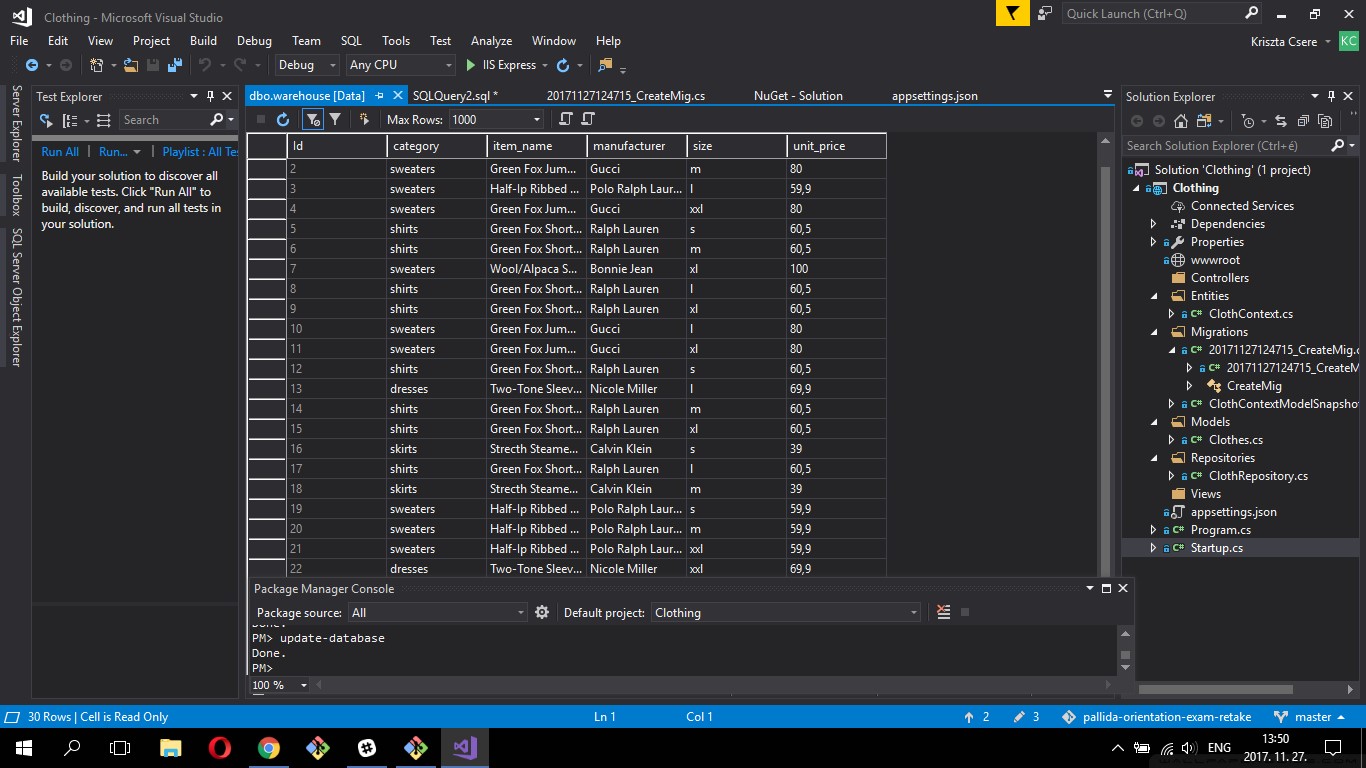 Clothing - Microsoft Visual Studio
Quick Launch (Ctrl+Q)
File Edit View Project Build Debug Team SQL Tools Test Analyze Window Help
Kriszta Csere KC
Debug Any CPU IIS Express
Server Explorer
Toolbox
SQL Server Object Explorer
Test Explorer
Search
Run All | Run... | Playlist : All Te
Build your solution to discover all
available tests. Click "Run All" to
build, discover, and run all tests in
your solution.
dbo.warehouse [Data] SQLQuery2.sql * 20171127124715_CreateMig.cs NuGet - Solution appsettings.json
Max Rows: 1000
Id category item_name manufacturer size unit_price
2 sweaters Green Fox Jum... Gucci m 80
3 sweaters Half-Ip Ribbed ... Polo Ralph Laur... l 59,9
4 sweaters Green Fox Jum... Gucci xxl 80
5 shirts Green Fox Short... Ralph Lauren s 60,5
6 shirts Green Fox Short... Ralph Lauren m 60,5
7 sweaters Wool/Alpaca S... Bonnie Jean xl 100
8 shirts Green Fox Short... Ralph Lauren l 60,5
9 shirts Green Fox Short... Ralph Lauren xl 60,5
10 sweaters Green Fox Jum... Gucci l 80
11 sweaters Green Fox Jum... Gucci xl 80
12 shirts Green Fox Short... Ralph Lauren s 60,5
13 dresses Two-Tone Sleev... Nicole Miller l 69,9
14 shirts Green Fox Short... Ralph Lauren m 60,5
15 shirts Green Fox Short... Ralph Lauren xl 60,5
16 skirts Strecth Steame... Calvin Klein s 39
17 shirts Green Fox Short... Ralph Lauren l 60,5
18 skirts Strecth Steame... Calvin Klein m 39
19 sweaters Half-Ip Ribbed ... Polo Ralph Laur... s 59,9
20 sweaters Half-Ip Ribbed ... Polo Ralph Laur... m 59,9
21 sweaters Half-Ip Ribbed ... Polo Ralph Laur... xxl 59,9
22 dresses Two-Tone Sleev... Nicole Miller xxl 69,9
Package Manager Console
Package source: All Default project: Clothing
Done.
PM> update-database
Done.
PM>
100 %
Solution Explorer
Search Solution Explorer (Ctrl+é)
Solution 'Clothing' (1 project)
Clothing
Connected Services
Dependencies
Properties
wwwroot
Controllers
Entities
ClothContext.cs
Migrations
20171127124715_CreateMig.c
20171127124715_CreateM
CreateMig
ClothContextModelSnapshot
Models
Clothes.cs
Repositories
ClothRepository.cs
Views
appsettings.json
Program.cs
Startup.cs
30 Rows | Cell is Read Only Ln 1 Col 1 2 3 pallida-orientation-exam-retake master
ENG
13:50
2017. 11. 27.